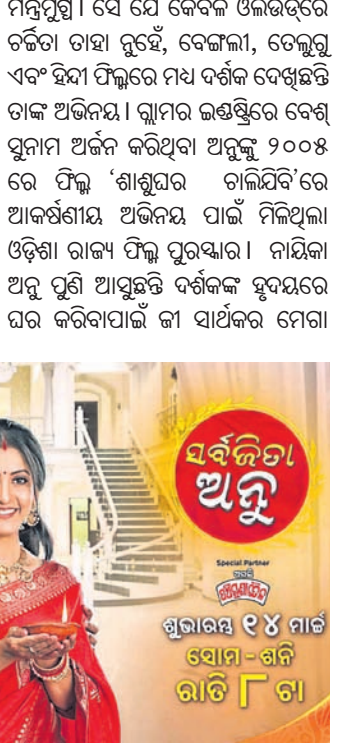 ମନ୍ତ୍ରମୁଗ୍ଧ। ସେ ଯେ କେବଳ ଓଲିଉଡ୍‌ରେ
ଚର୍ଚ୍ଚିତା ତାହା ନୁହେଁ, ବେଙ୍ଗଲୀ, ତେଲୁଗୁ
ଏବଂ ହିନ୍ଦୀ ଫିଲ୍ମରେ ମଧ୍ୟ ଦର୍ଶକ ଦେଖିଛନ୍ତି
ତାଙ୍କ ଅଭିନୟ। ଗ୍ଲାମର ଇଣ୍ଡଷ୍ଟ୍ରିରେ ବେଶ୍
ସୁନାମ ଅର୍ଜନ କରିଥିବା ଅନୁଙ୍କୁ ୨୦୦୫
ରେ ଫିଲ୍ମ ‘ଶାଶୁଘର ଚାଲିଯିବି’ରେ
ଆକର୍ଷଣୀୟ ଅଭିନୟ ପାଇଁ ମିଳିଥିଲା
ଓଡ଼ିଶା ରାଜ୍ୟ ଫିଲ୍ମ ପୁରସ୍କାର। ନାୟିକା
ଅନୁ ପୁଣି ଆସୁଛନ୍ତି ଦର୍ଶକଙ୍କ ହୃଦୟରେ
ଘର କରିବାପାଇଁ ଜୀ ସାର୍ଥକର ମେଗା
ସର୍ବଜିତା
ଅନୁ
Special Partner
ଶୁଭାରମ୍ଭ ୧୪ ମାର୍ଚ୍ଚ
ସୋମ - ଶନି
ରାତି ୮ ଟା